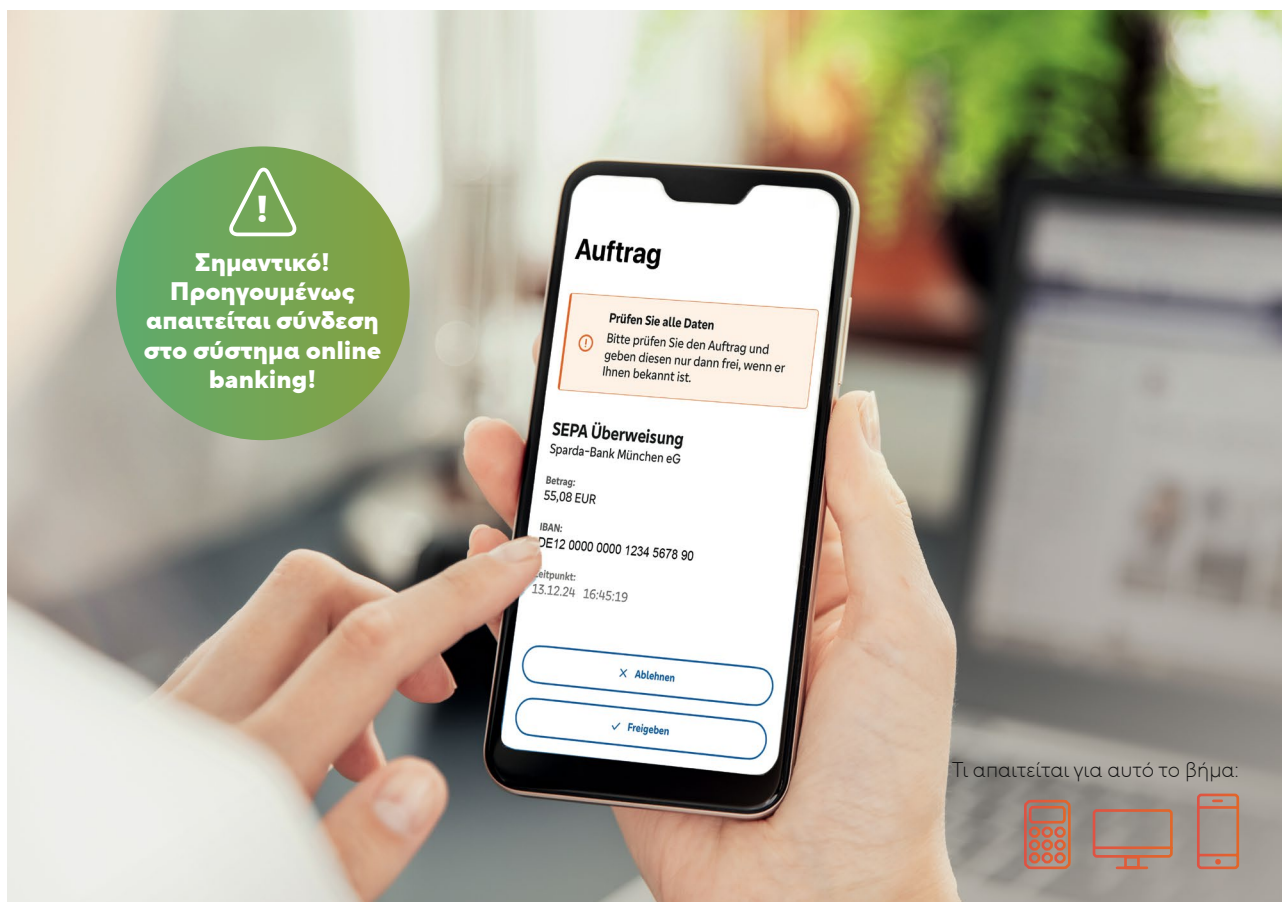 Σημαντικό!
Προηγουμένως
απαιτείται σύνδεση
στο σύστημα online
banking!
Auftrag
Prüfen Sie alle Daten
Bitte prüfen Sie den Auftrag und
geben diesen nur dann frei, wenn er
Ihnen bekannt ist.
SEPA Überweisung
Sparda-Bank München eG
Betrag:
55,08 EUR
IBAN:
DE12 0000 0000 1234 5678 90
Zeitpunkt:
13.12.24 16:45:19
× Ablehnen
✓ Freigeben
Τι απαιτείται για αυτό το βήμα: